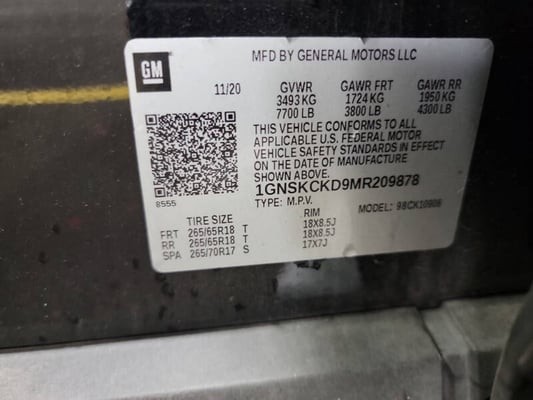 GM
MFD BY GENERAL MOTORS LLC
11/20 GVWR GAWR FRT GAWR RR
3493 KG 1724 KG 1950 KG
7700 LB 3800 LB 4300 LB
THIS VEHICLE CONFORMS TO ALL
APPLICABLE U.S. FEDERAL MOTOR
VEHICLE SAFETY STANDARDS IN EFFECT
ON THE DATE OF MANUFACTURE
SHOWN ABOVE.
1GNSKCKD9MR209878
8555 TYPE: M.P.V. MODEL: 98CK10906
TIRE SIZE RIM
FRT 265/65R18 T 18X8.5J
RR 265/65R18 T 18X8.5J
SPA 265/70R17 S 17X7J